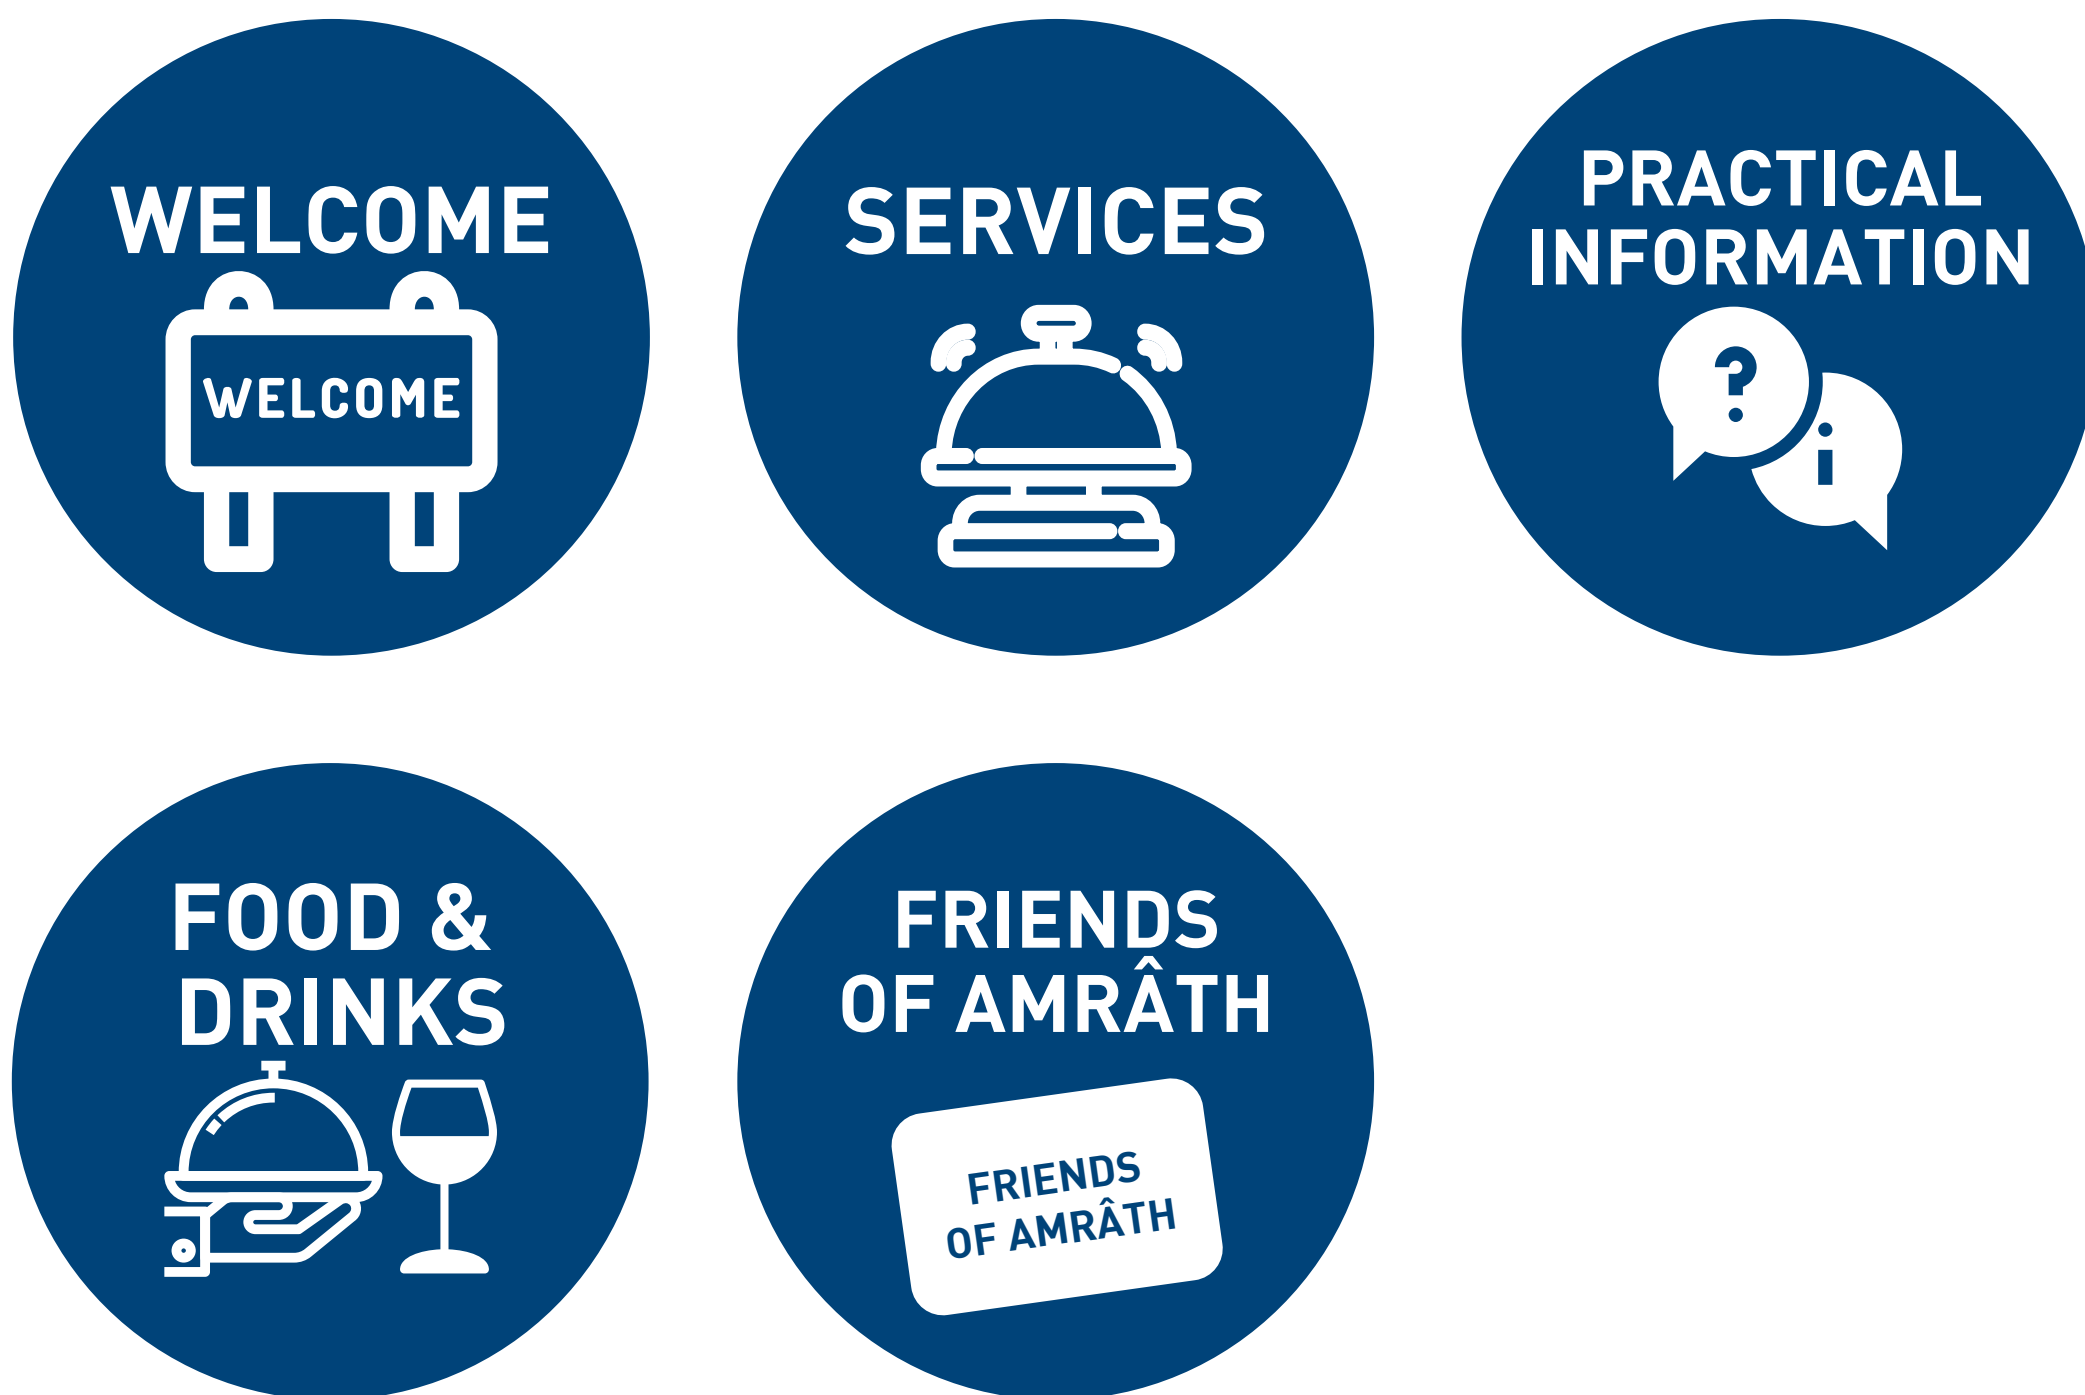 WELCOME
WELCOME
SERVICES
PRACTICAL
INFORMATION
?
i
FOOD &
DRINKS
FRIENDS
OF AMRÂTH
FRIENDS
OF AMRÂTH